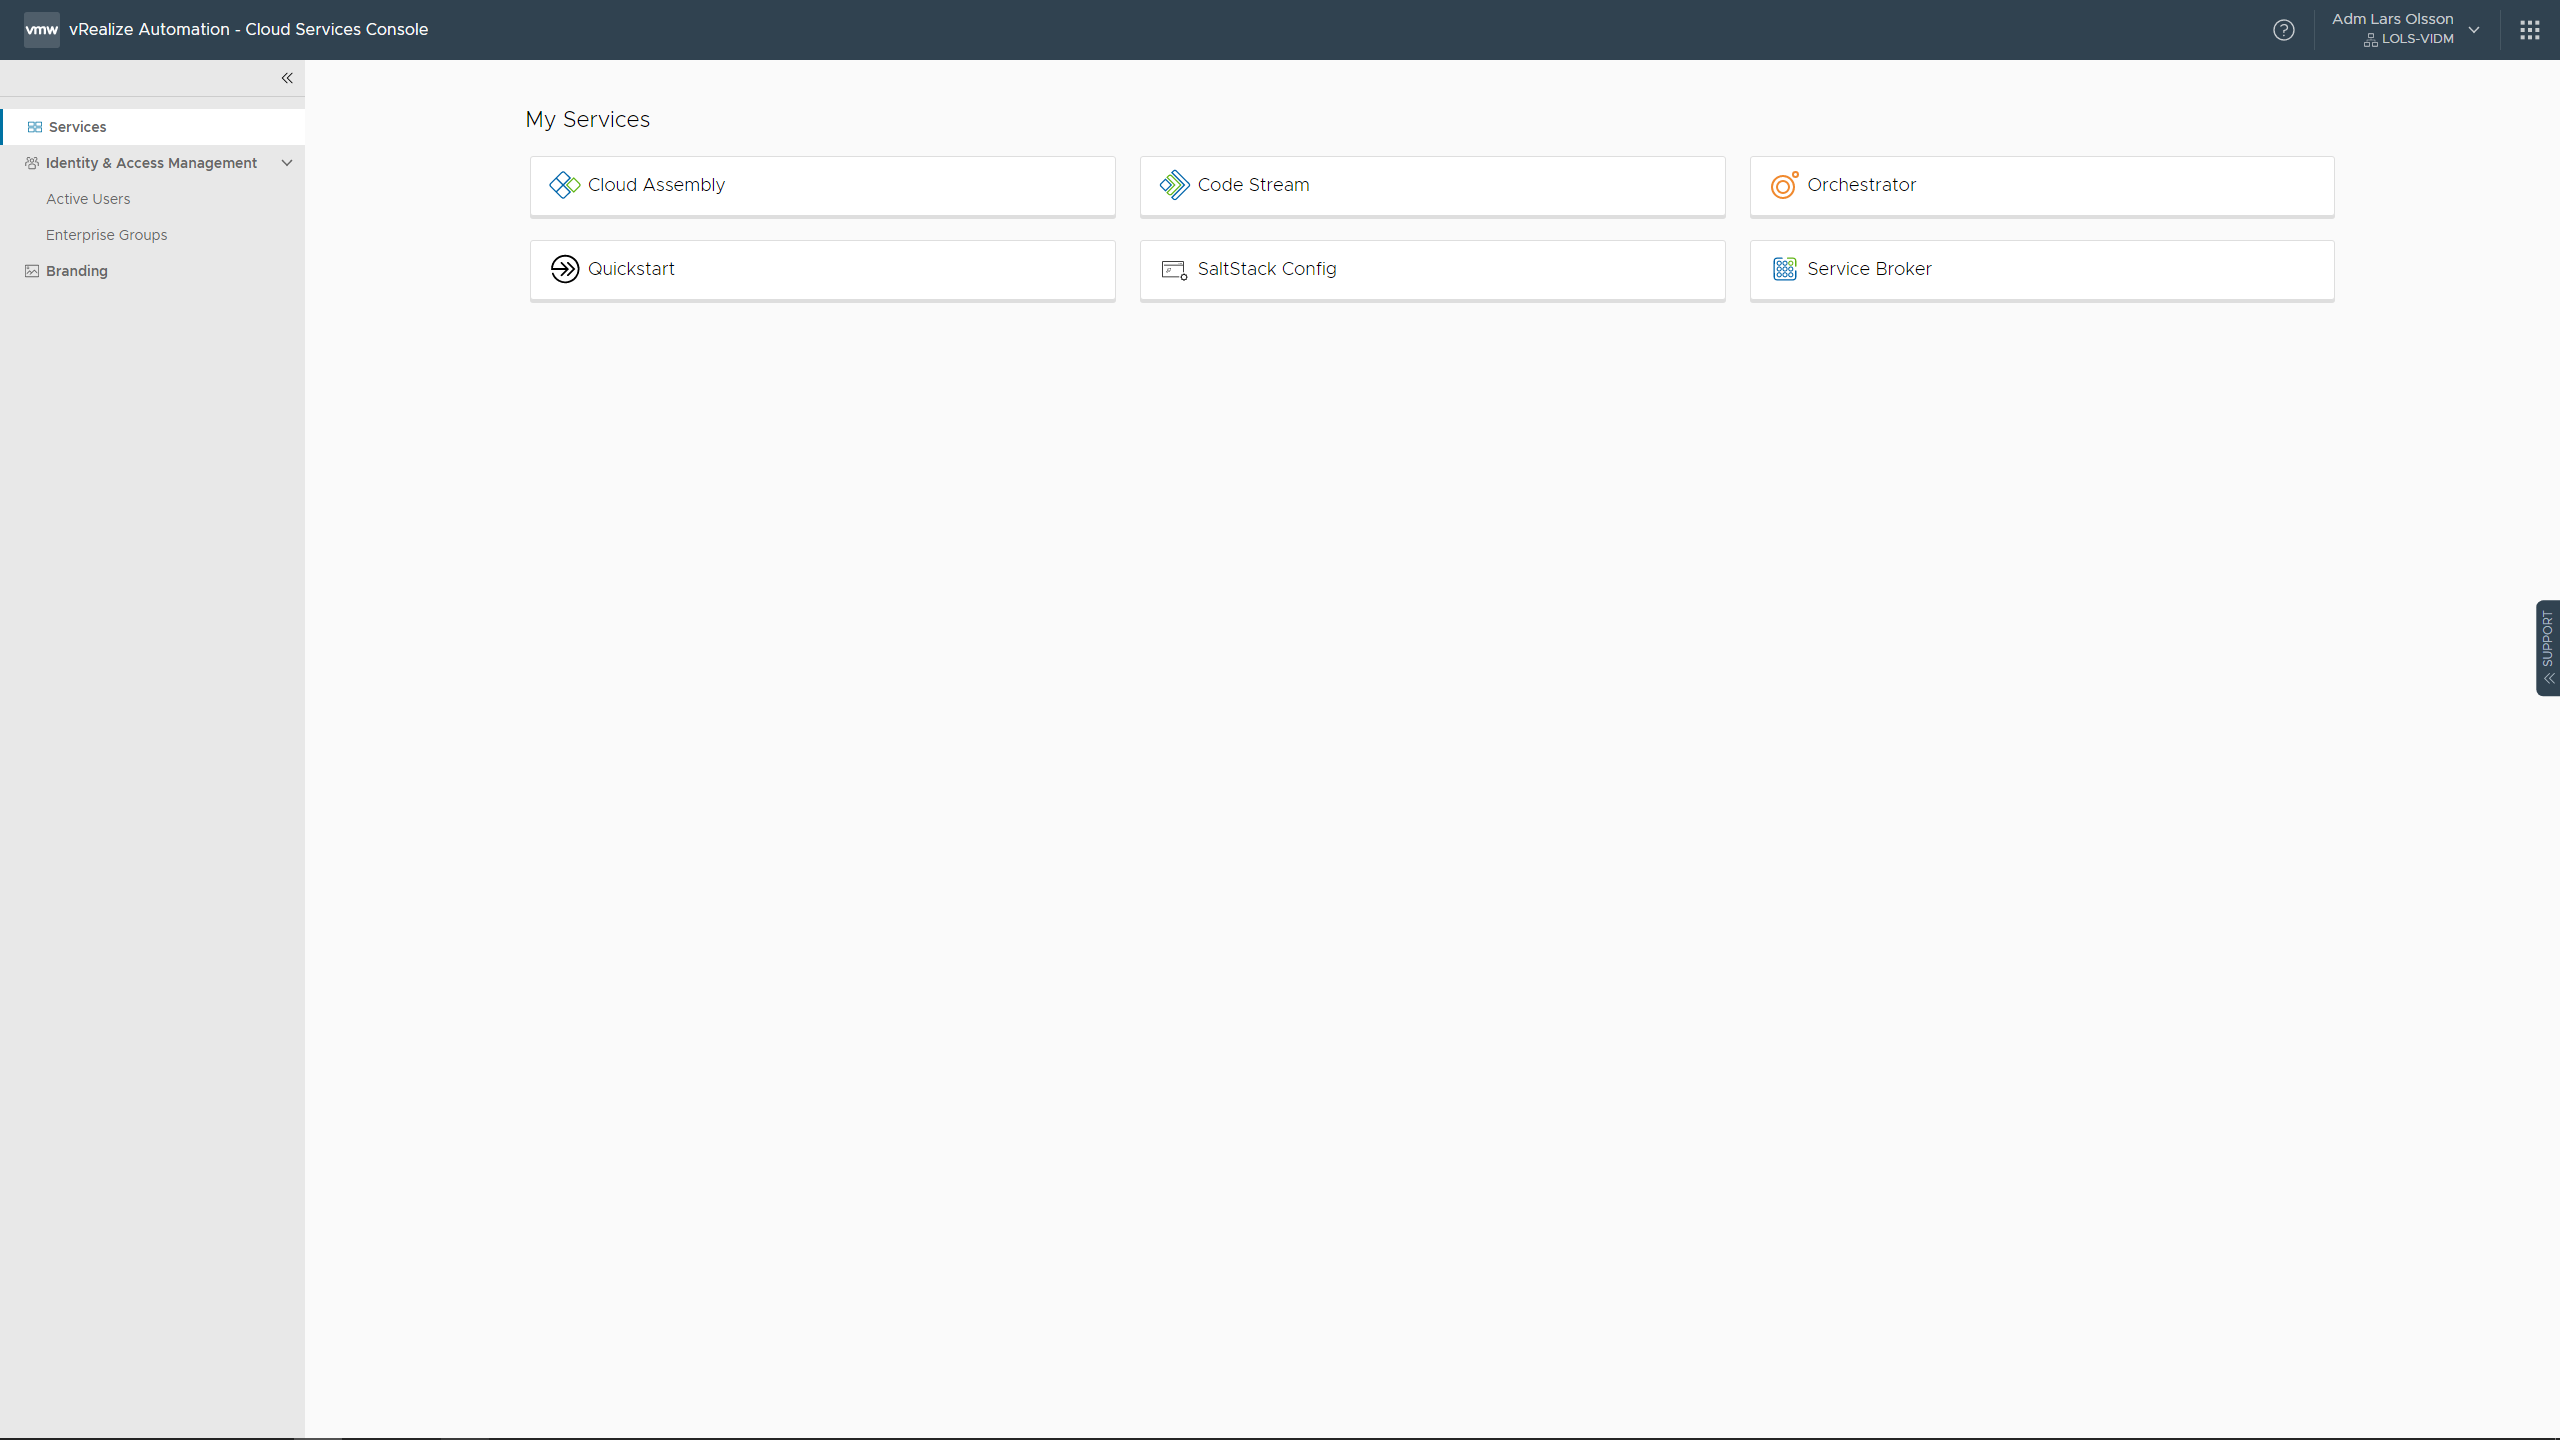 vmw vRealize Automation - Cloud Services Console
Adm Lars Olsson
LOLS-VIDM
Services
Identity & Access Management
Active Users
Enterprise Groups
Branding
My Services
Cloud Assembly
Code Stream
Orchestrator
Quickstart
SaltStack Config
Service Broker
SUPPORT